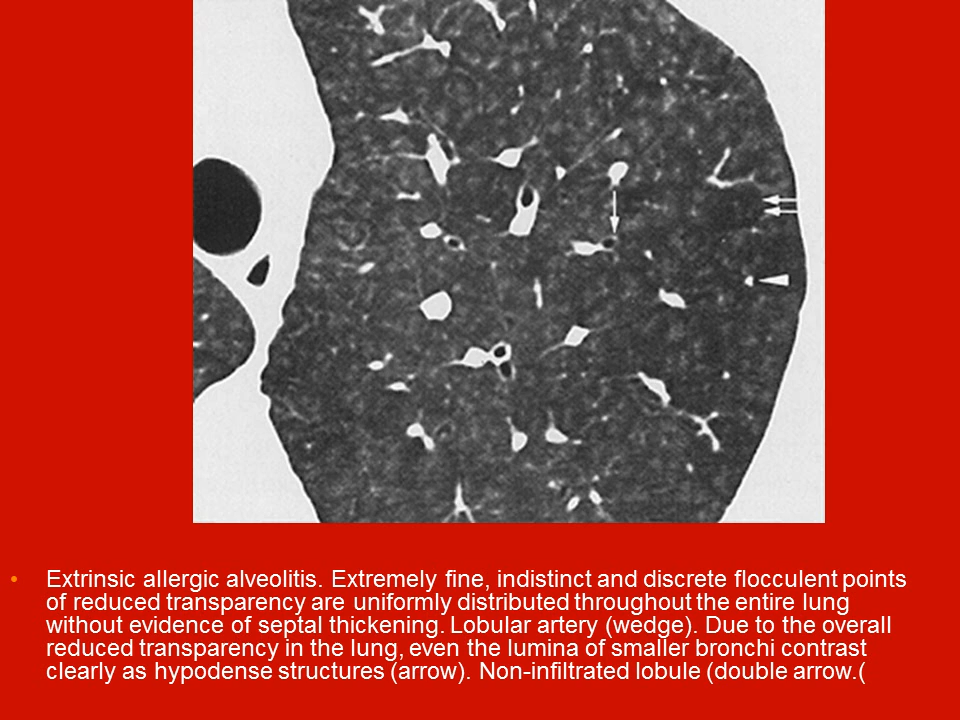 • Extrinsic allergic alveolitis. Extremely fine, indistinct and discrete flocculent points
of reduced transparency are uniformly distributed throughout the entire lung
without evidence of septal thickening. Lobular artery (wedge). Due to the overall
reduced transparency in the lung, even the lumina of smaller bronchi contrast
clearly as hypodense structures (arrow). Non-infiltrated lobule (double arrow.(